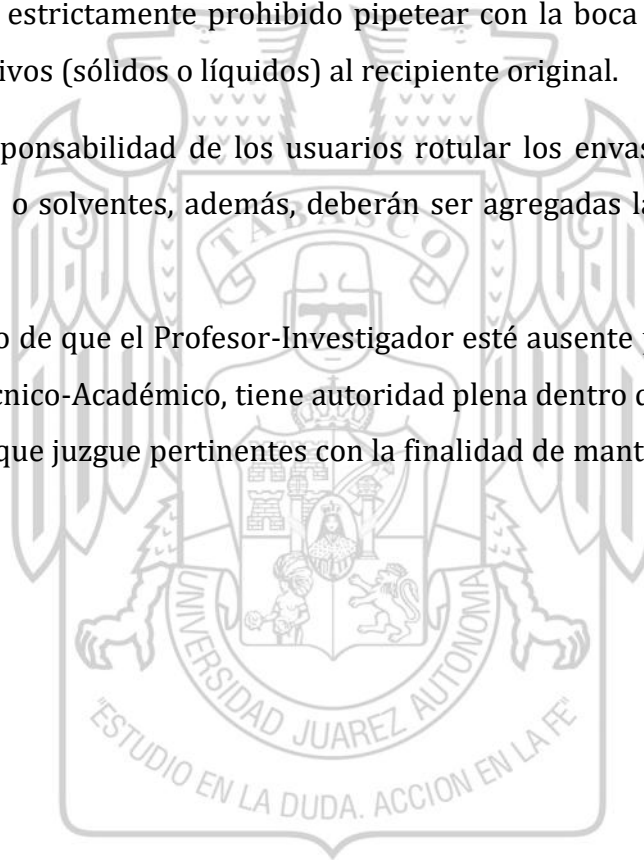 estrictamente prohibido pipetear con la boca
ivos (sólidos o líquidos) al recipiente original.
ponsabilidad de los usuarios rotular los envas
o solventes, además, deberán ser agregadas la
TABASCO
o de que el Profesor-Investigador esté ausente
cnico-Académico, tiene autoridad plena dentro
que juzgue pertinentes con la finalidad de mant
UNIVERSIDAD JUAREZ AUTONOMA
"ESTUDIO EN LA DUDA. ACCION EN LA FE"